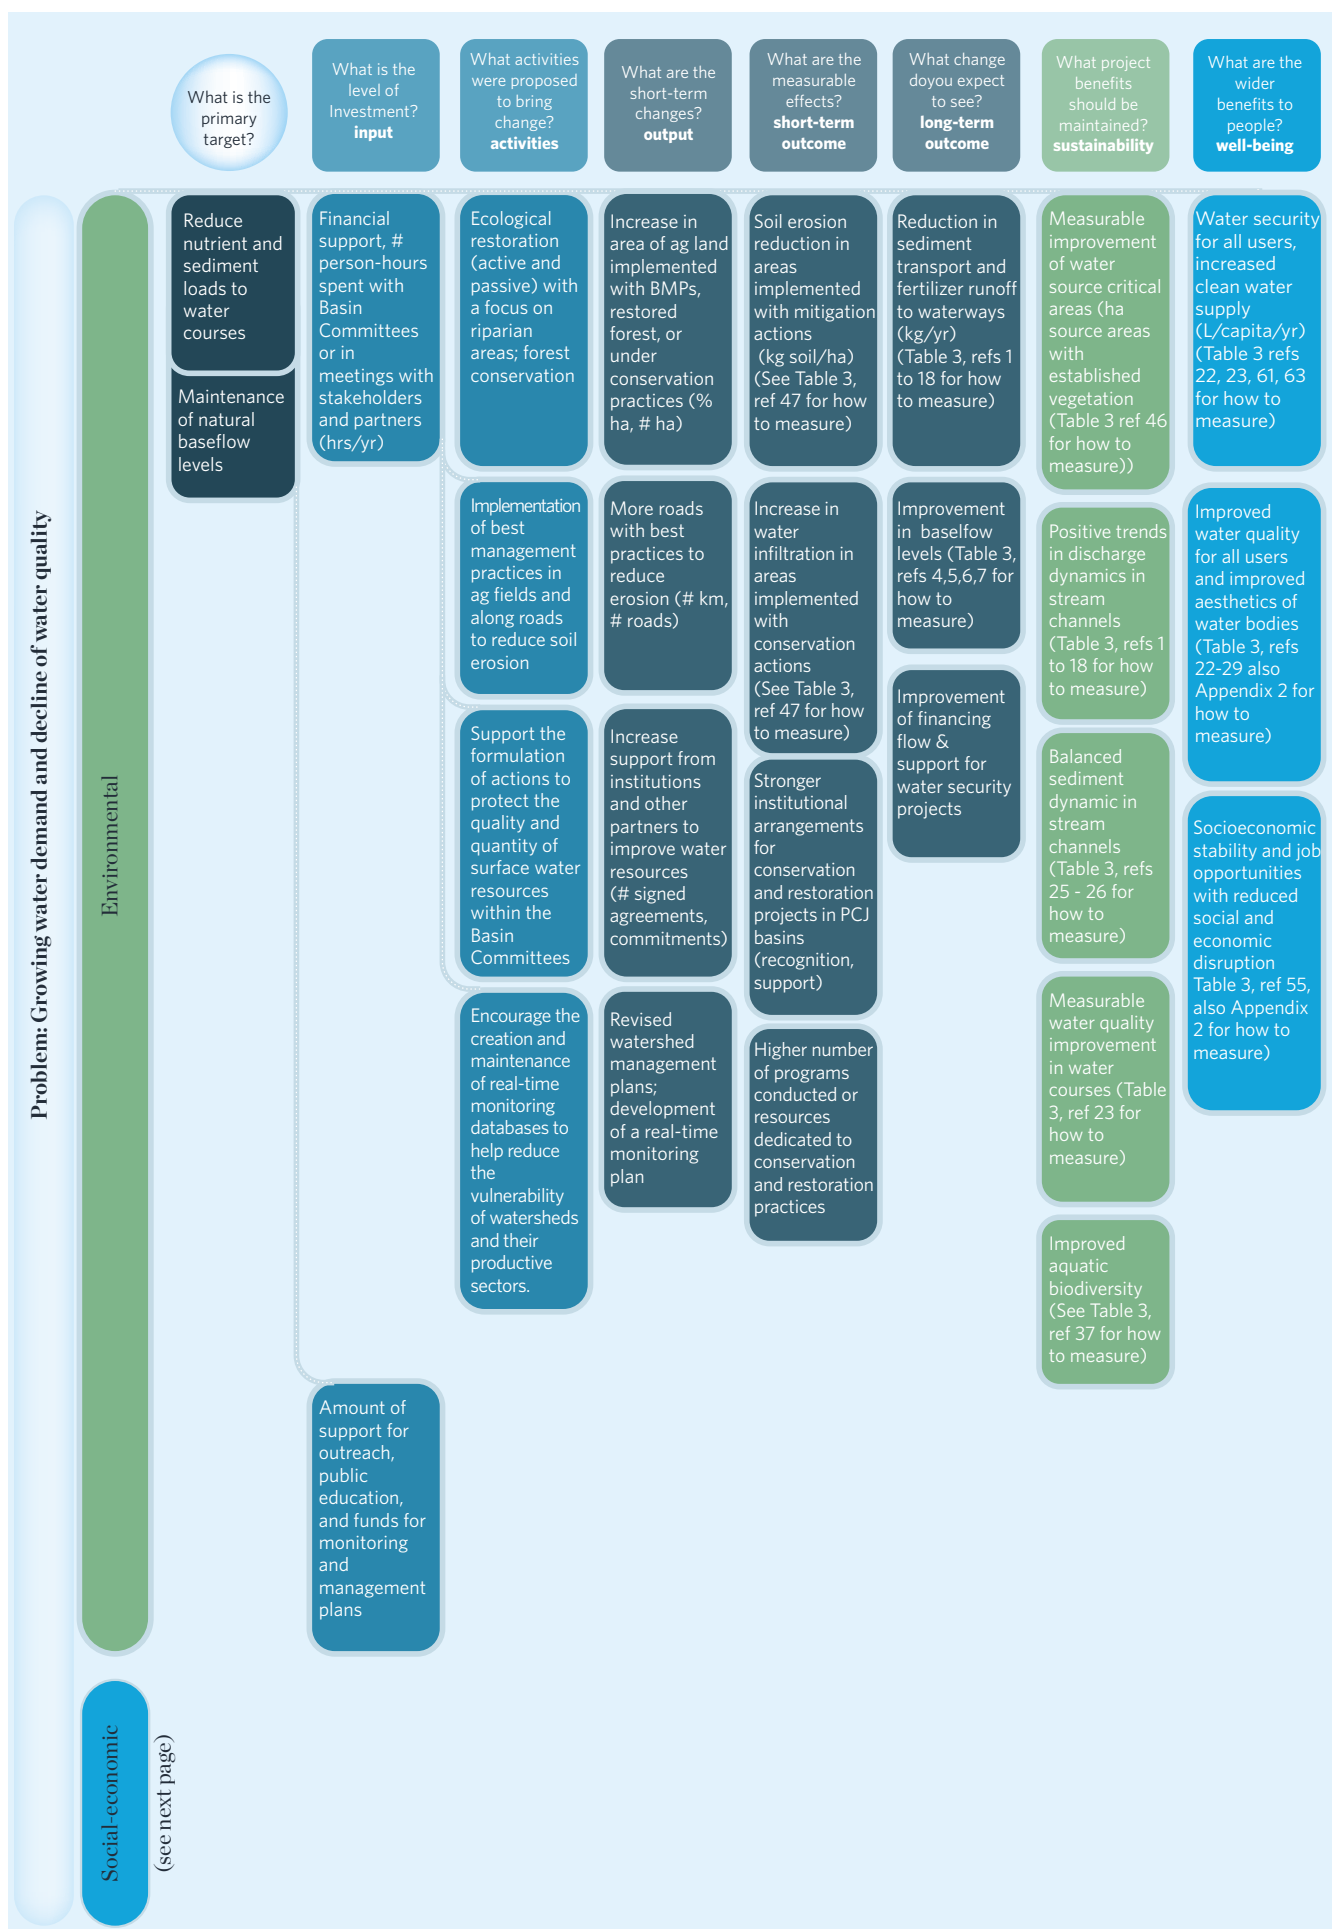 What is the
primary
target?
What is the
level of
Investment?
input
What activities
were proposed
to bring
change?
activities
What are the
short-term
changes?
output
What are the
measurable
effects?
short-term
outcome
What change
doyou expect
to see?
long-term
outcome
What project
benefits
should be
maintained?
sustainability
What are the
wider
benefits to
people?
well-being
Problem: Growing water demand and decline of water quality
Environmental
Reduce
nutrient and
sediment
loads to
water
courses
Maintenance
of natural
baseflow
levels
Financial
support, #
person-hours
spent with
Basin
Committees
or in
meetings with
stakeholders
and partners
(hrs/yr)
Amount of
support for
outreach,
public
education,
and funds for
monitoring
and
management
plans
Ecological
restoration
(active and
passive) with
a focus on
riparian
areas; forest
conservation
Implementation
of best
management
practices in
ag fields and
along roads
to reduce soil
erosion
Support the
formulation
of actions to
protect the
quality and
quantity of
surface water
resources
within the
Basin
Committees
Encourage the
creation and
maintenance
of real-time
monitoring
databases to
help reduce
the
vulnerability
of watersheds
and their
productive
sectors.
Increase in
area of ag land
implemented
with BMPs,
restored
forest, or
under
conservation
practices (%
ha, # ha)
More roads
with best
practices to
reduce
erosion (# km,
# roads)
Increase
support from
institutions
and other
partners to
improve water
resources
(# signed
agreements,
commitments)
Revised
watershed
management
plans;
development
of a real-time
monitoring
plan
Soil erosion
reduction in
areas
implemented
with mitigation
actions
(kg soil/ha)
(See Table 3,
ref 47 for how
to measure)
Increase in
water
infiltration in
areas
implemented
with
conservation
actions
(See Table 3,
ref 47 for how
to measure)
Stronger
institutional
arrangements
for
conservation
and restoration
projects in PCJ
basins
(recognition,
support)
Higher number
of programs
conducted or
resources
dedicated to
conservation
and restoration
practices
Reduction in
sediment
transport and
fertilizer runoff
to waterways
(kg/yr)
(Table 3, refs 1
to 18 for how
to measure)
Improvement
in baselfow
levels (Table 3,
refs 4,5,6,7 for
how to
measure)
Improvement
of financing
flow &
support for
water security
projects
Measurable
improvement
of water
source critical
areas (ha
source areas
with
established
vegetation
(Table 3 ref 46
for how to
measure))
Positive trends
in discharge
dynamics in
stream
channels
(Table 3, refs 1
to 18 for how
to measure)
Balanced
sediment
dynamic in
stream
channels
(Table 3, refs
25 - 26 for
how to
measure)
Measurable
water quality
improvement
in water
courses (Table
3, ref 23 for
how to
measure)
Improved
aquatic
biodiversity
(See Table 3,
ref 37 for how
to measure)
Water security
for all users,
increased
clean water
supply
(L/capita/yr)
(Table 3 refs
22, 23, 61, 63
for how to
measure)
Improved
water quality
for all users
and improved
aesthetics of
water bodies
(Table 3, refs
22-29 also
Appendix 2 for
how to
measure)
Socioeconomic
stability and job
opportunities
with reduced
social and
economic
disruption
Table 3, ref 55,
also Appendix
2 for how to
measure)
Social-economic
(see next page)